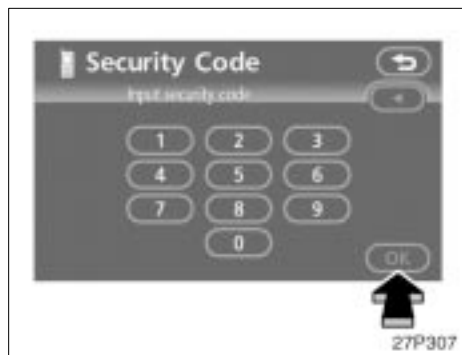 Security Code
Input security code
1 2 3
4 5 6
7 8 9
0
OK
27P307